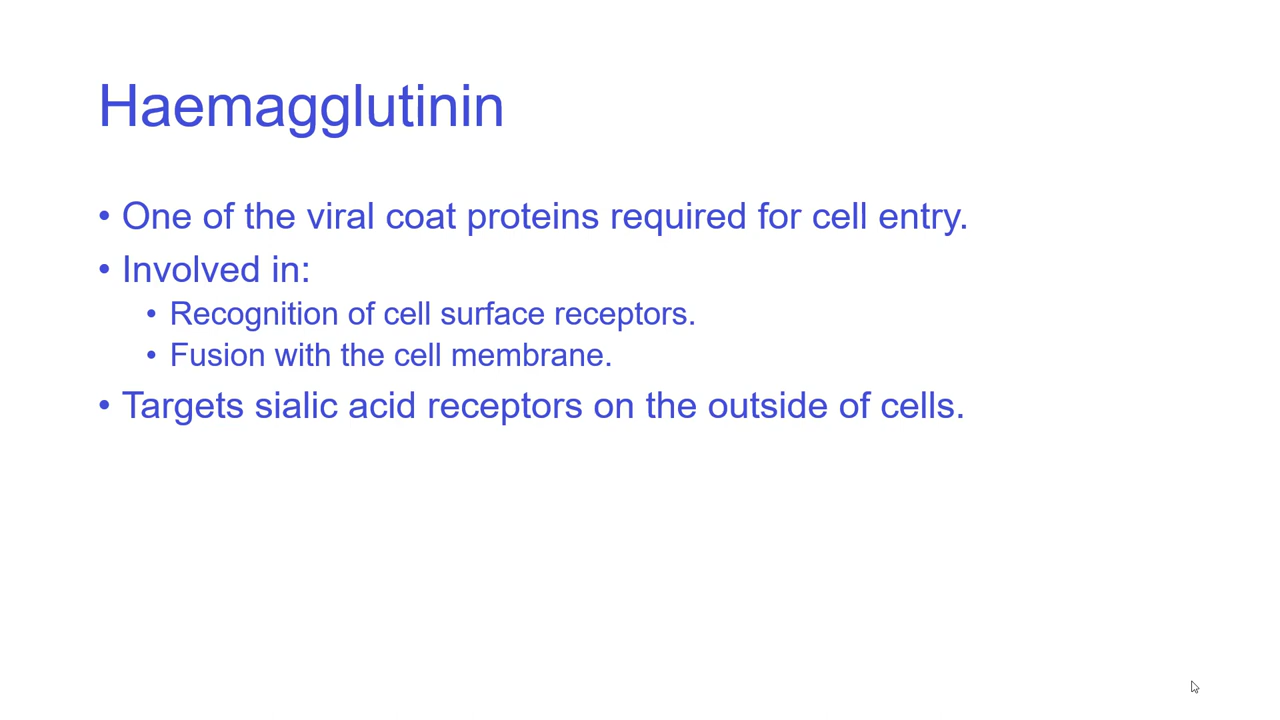 Haemagglutinin
• One of the viral coat proteins required for cell entry.
• Involved in:
• Recognition of cell surface receptors.
• Fusion with the cell membrane.
• Targets sialic acid receptors on the outside of cells.